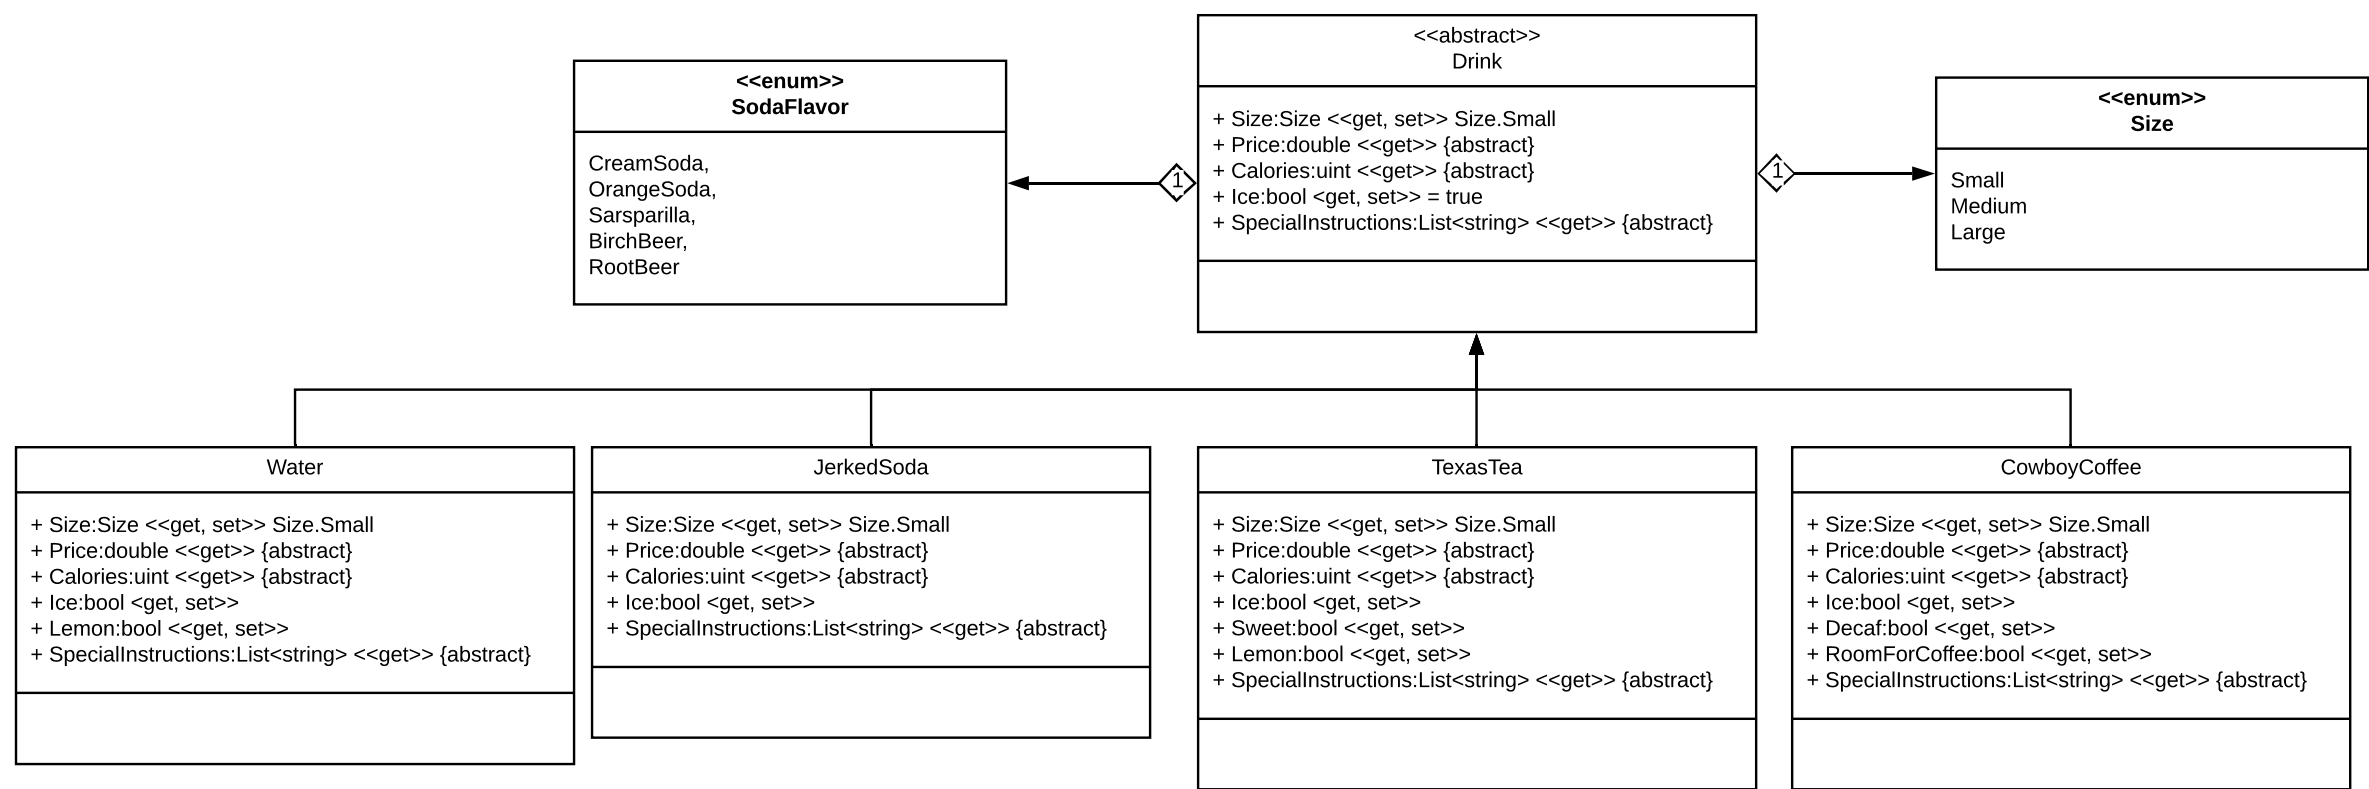 <<abstract>>
Drink
+ Size:Size <<get, set>> Size.Small
+ Price:double <<get>> {abstract}
+ Calories:uint <<get>> {abstract}
+ Ice:bool <get, set>> = true
+ SpecialInstructions:List<string> <<get>> {abstract}
<<enum>>
SodaFlavor
CreamSoda,
OrangeSoda,
Sarsparilla,
BirchBeer,
RootBeer
1
1
<<enum>>
Size
Small
Medium
Large
Water
+ Size:Size <<get, set>> Size.Small
+ Price:double <<get>> {abstract}
+ Calories:uint <<get>> {abstract}
+ Ice:bool <get, set>>
+ Lemon:bool <<get, set>>
+ SpecialInstructions:List<string> <<get>> {abstract}
JerkedSoda
+ Size:Size <<get, set>> Size.Small
+ Price:double <<get>> {abstract}
+ Calories:uint <<get>> {abstract}
+ Ice:bool <get, set>>
+ SpecialInstructions:List<string> <<get>> {abstract}
TexasTea
+ Size:Size <<get, set>> Size.Small
+ Price:double <<get>> {abstract}
+ Calories:uint <<get>> {abstract}
+ Ice:bool <get, set>>
+ Sweet:bool <<get, set>>
+ Lemon:bool <<get, set>>
+ SpecialInstructions:List<string> <<get>> {abstract}
CowboyCoffee
+ Size:Size <<get, set>> Size.Small
+ Price:double <<get>> {abstract}
+ Calories:uint <<get>> {abstract}
+ Ice:bool <get, set>>
+ Decaf:bool <<get, set>>
+ RoomForCoffee:bool <<get, set>>
+ SpecialInstructions:List<string> <<get>> {abstract}